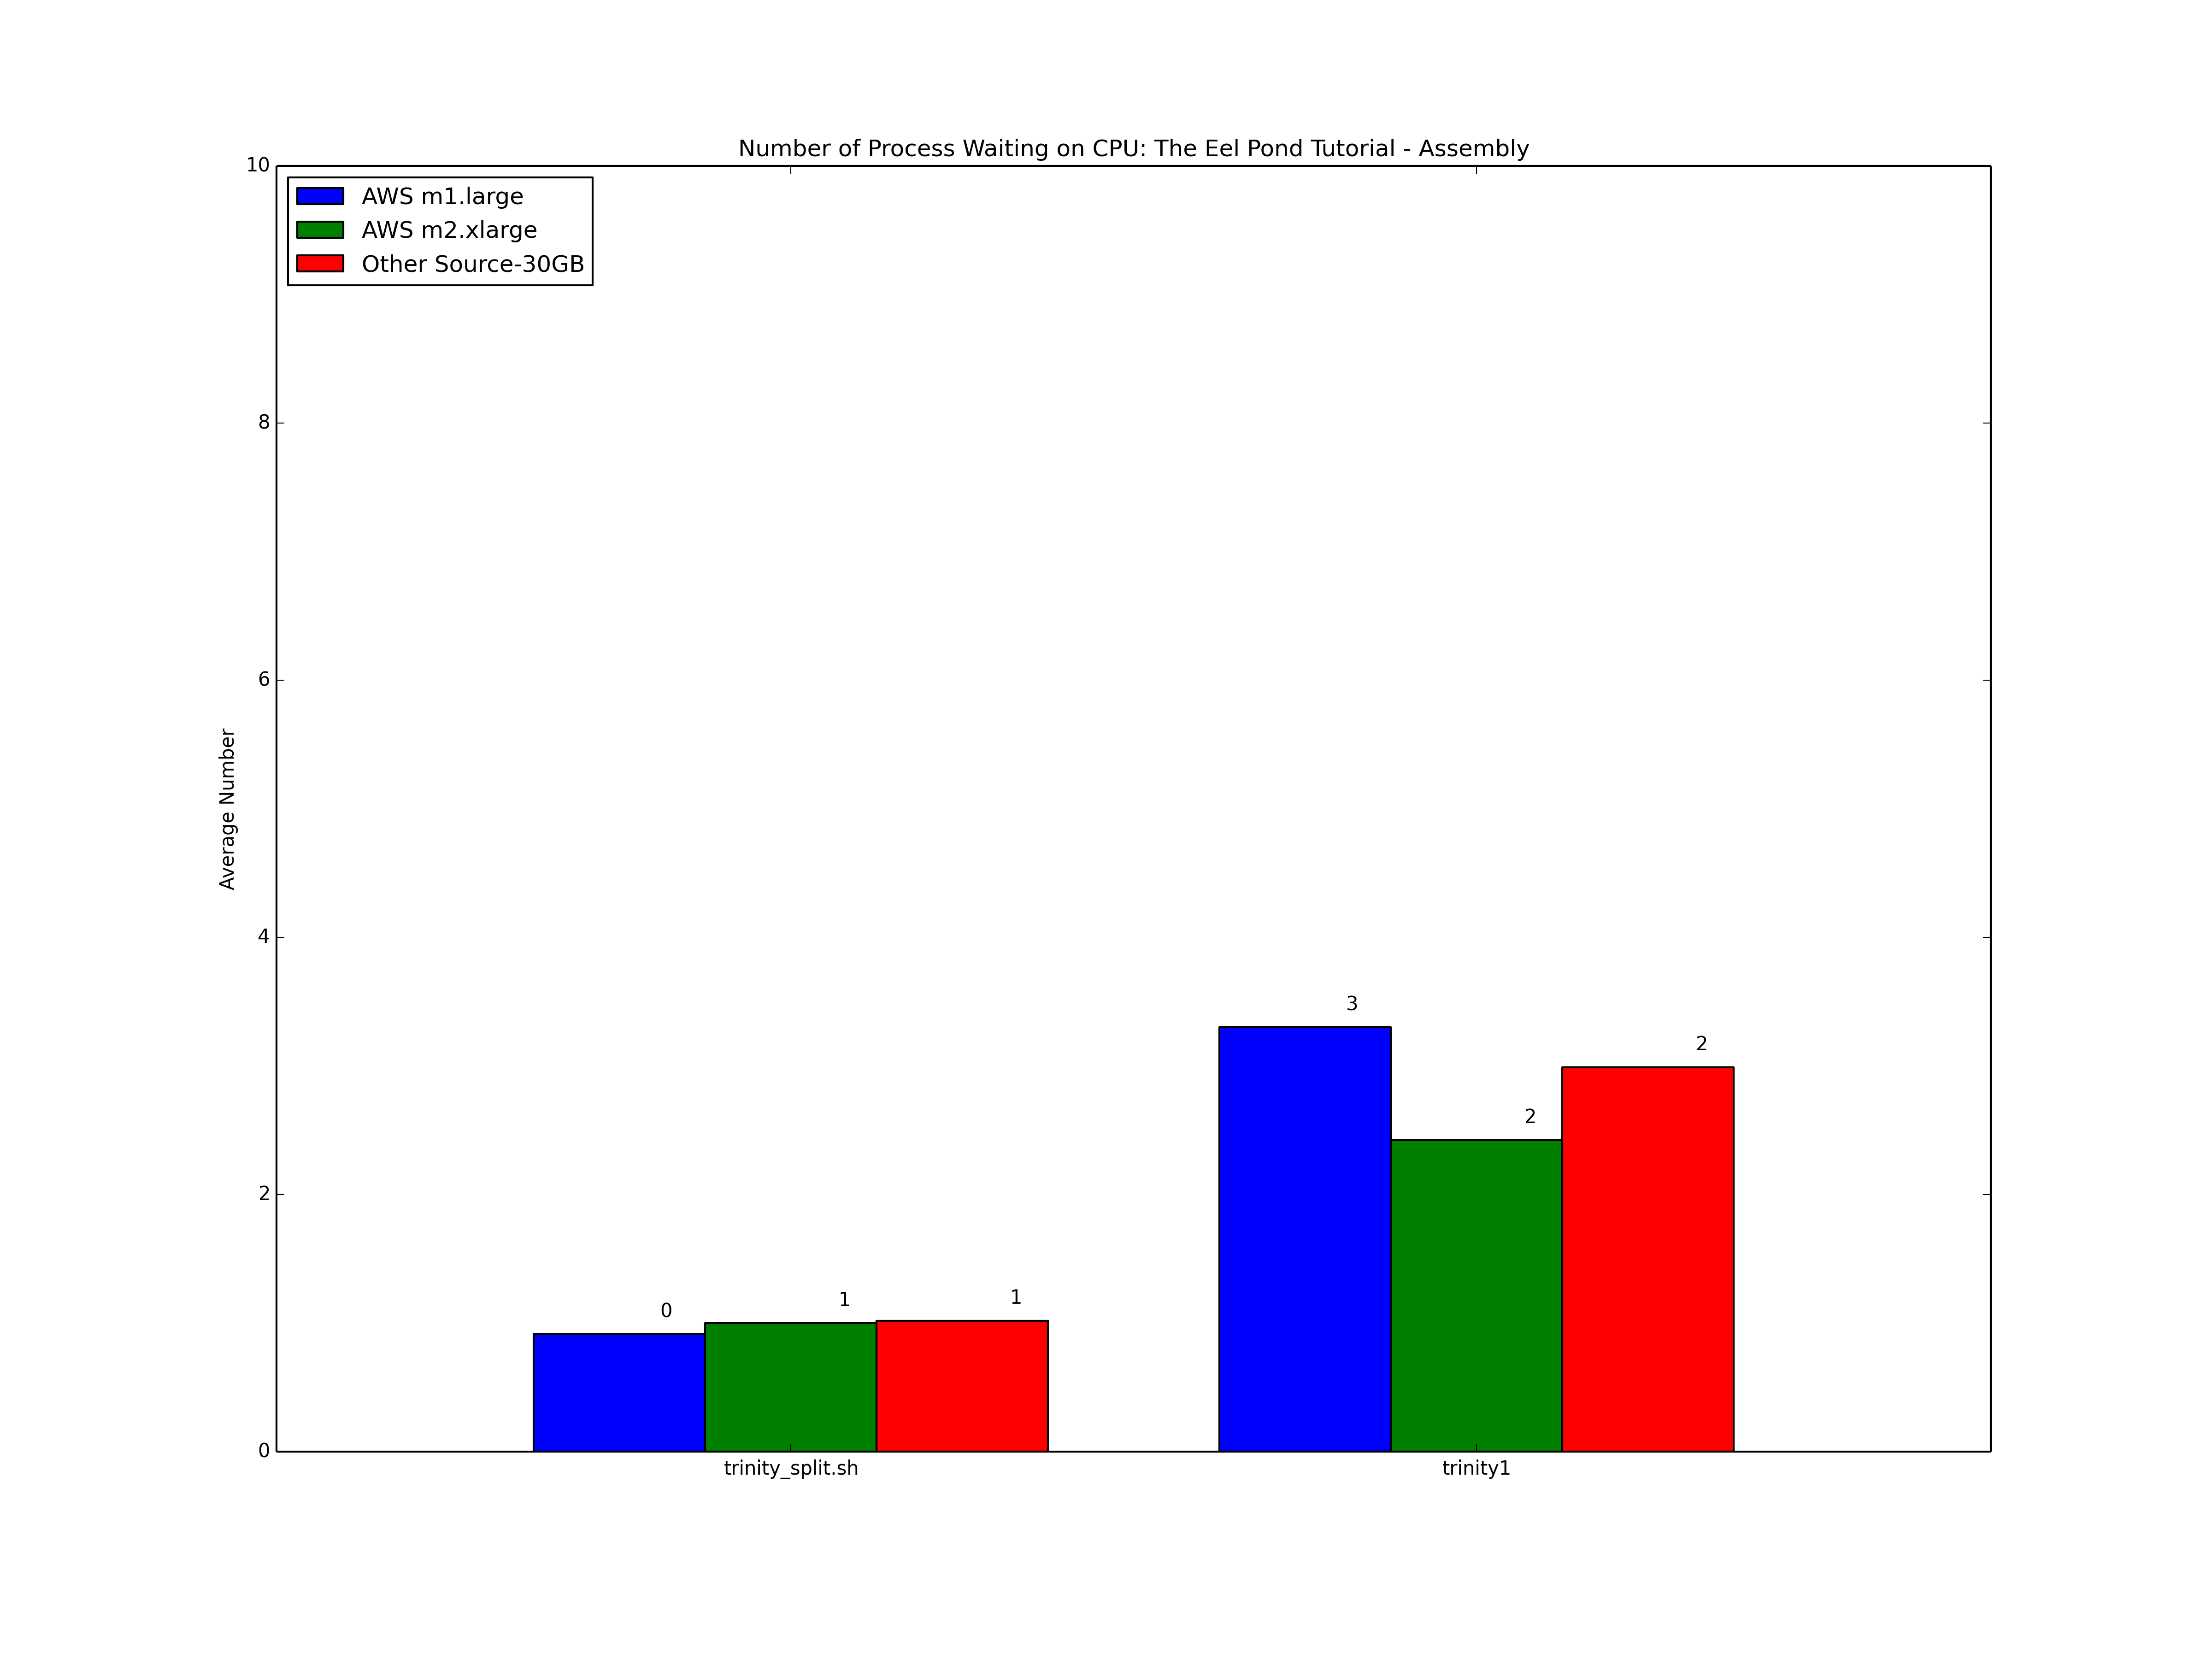 Number of Process Waiting on CPU: The Eel Pond Tutorial - Assembly
10
AWS m1.large
AWS m2.xlarge
Other Source-30GB
8
6
Average Number
4
3
2
2
2
0
1
1
0
trinity_split.sh
trinity1